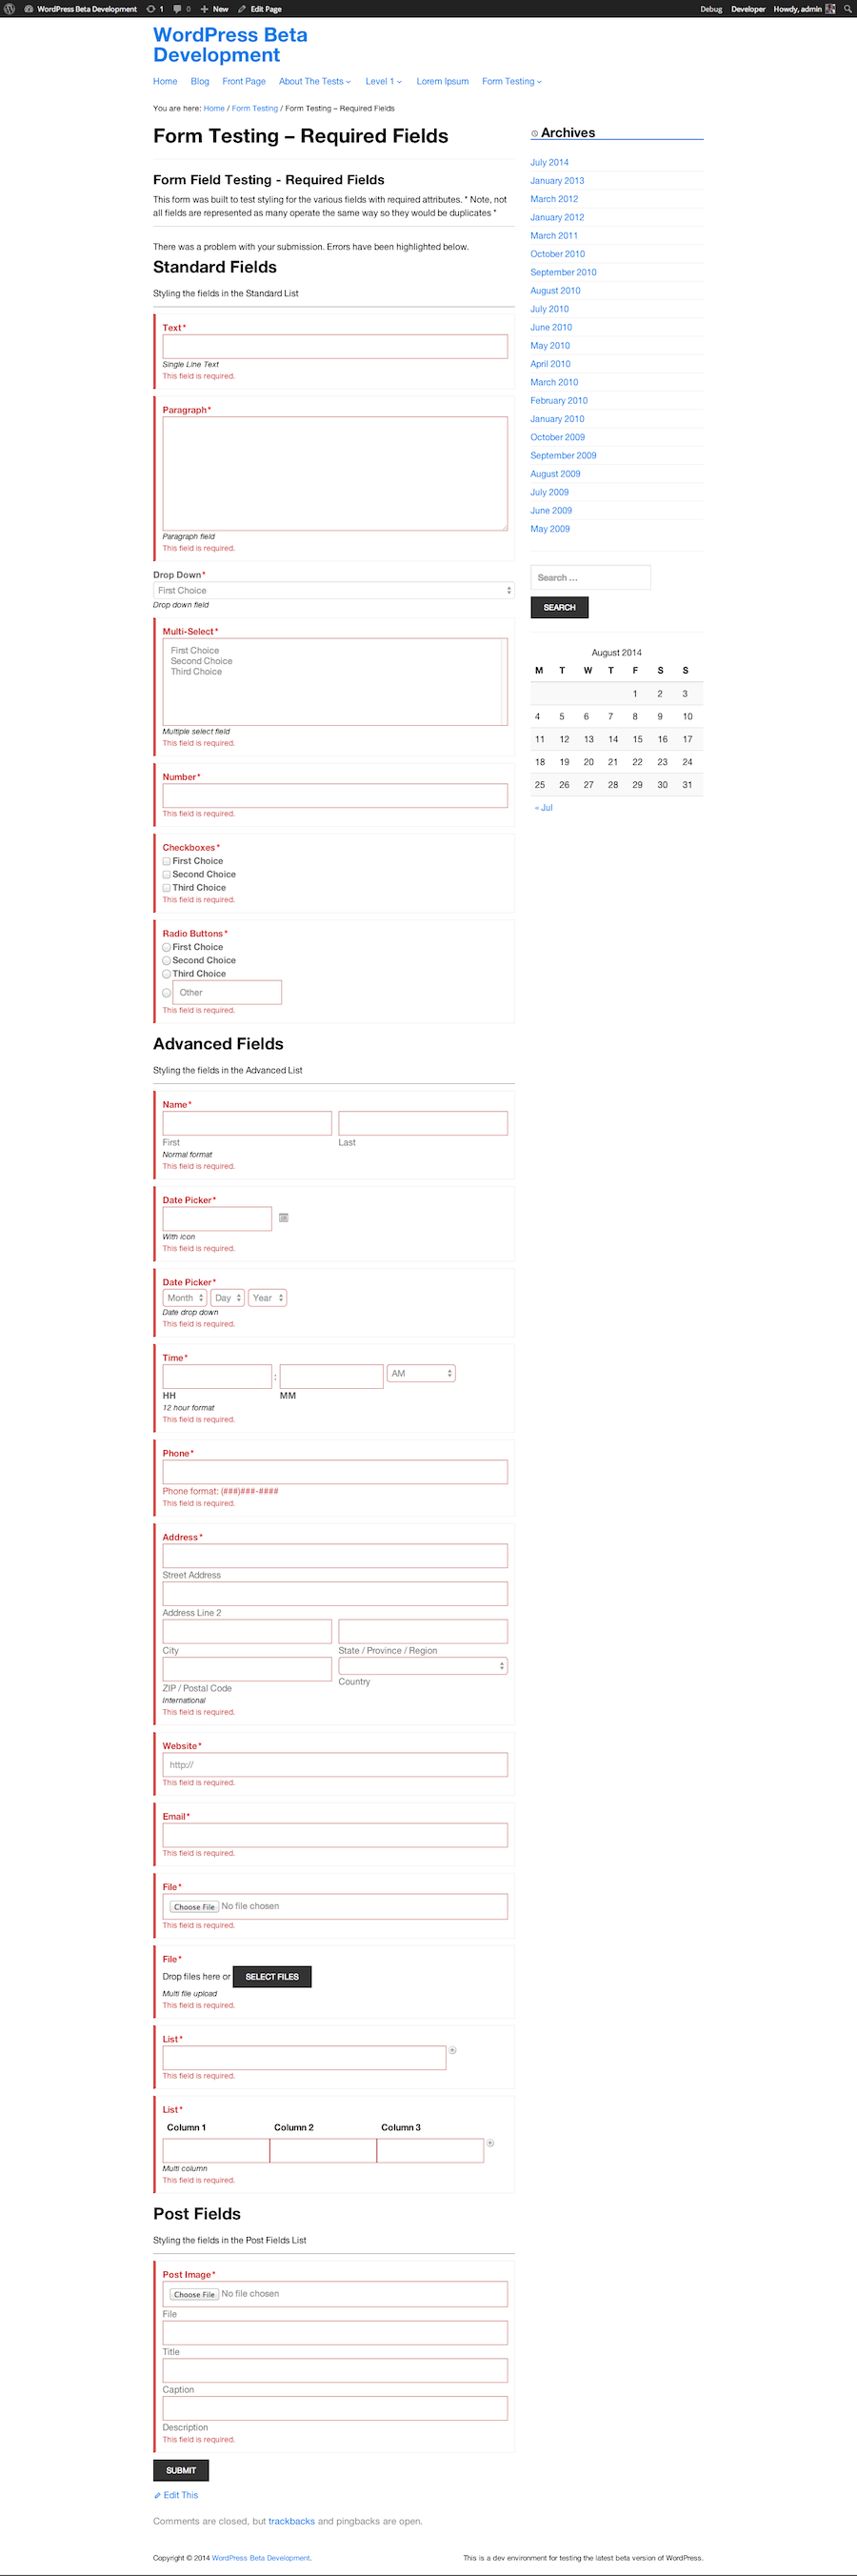 WordPress Beta Development 1 0 New Edit Page Debug Developer Howdy, admin
WordPress Beta
Development
Home Blog Front Page About The Tests Level 1 Lorem Ipsum Form Testing
You are here: Home / Form Testing / Form Testing – Required Fields
Form Testing – Required Fields
Form Field Testing - Required Fields
This form was built to test styling for the various fields with required attributes. * Note, not
all fields are represented as many operate the same way so they would be duplicates *
There was a problem with your submission. Errors have been highlighted below.
Standard Fields
Styling the fields in the Standard List
Text*
Single Line Text
This field is required.
Paragraph*
Paragraph field
This field is required.
Drop Down*
First Choice
Drop down field
Multi-Select*
First Choice
Second Choice
Third Choice
Multiple select field
This field is required.
Number*
This field is required.
Checkboxes*
First Choice
Second Choice
Third Choice
This field is required.
Radio Buttons*
First Choice
Second Choice
Third Choice
Other
This field is required.
Advanced Fields
Styling the fields in the Advanced List
Name*
First Last
Normal format
This field is required.
Date Picker*
With icon
This field is required.
Date Picker*
Month Day Year
Date drop down
This field is required.
Time*
: AM
HH MM
12 hour format
This field is required.
Phone*
Phone format: (###)###-####
This field is required.
Address*
Street Address
Address Line 2
City State / Province / Region
ZIP / Postal Code Country
International
This field is required.
Website*
http://
This field is required.
Email*
This field is required.
File*
Choose File No file chosen
This field is required.
File*
Drop files here or SELECT FILES
Multi file upload
This field is required.
List*
This field is required.
List*
Column 1 Column 2 Column 3
Multi column
This field is required.
Post Fields
Styling the fields in the Post Fields List
Post Image*
Choose File No file chosen
File
Title
Caption
Description
This field is required.
SUBMIT
Edit This
Comments are closed, but trackbacks and pingbacks are open.
Archives
July 2014
January 2013
March 2012
January 2012
March 2011
October 2010
September 2010
August 2010
July 2010
June 2010
May 2010
April 2010
March 2010
February 2010
January 2010
October 2009
September 2009
August 2009
July 2009
June 2009
May 2009
Search ...
SEARCH
August 2014
M T W T F S S
1 2 3
4 5 6 7 8 9 10
11 12 13 14 15 16 17
18 19 20 21 22 23 24
25 26 27 28 29 30 31
« Jul
Copyright © 2014 WordPress Beta Development. This is a dev environment for testing the latest beta version of WordPress.